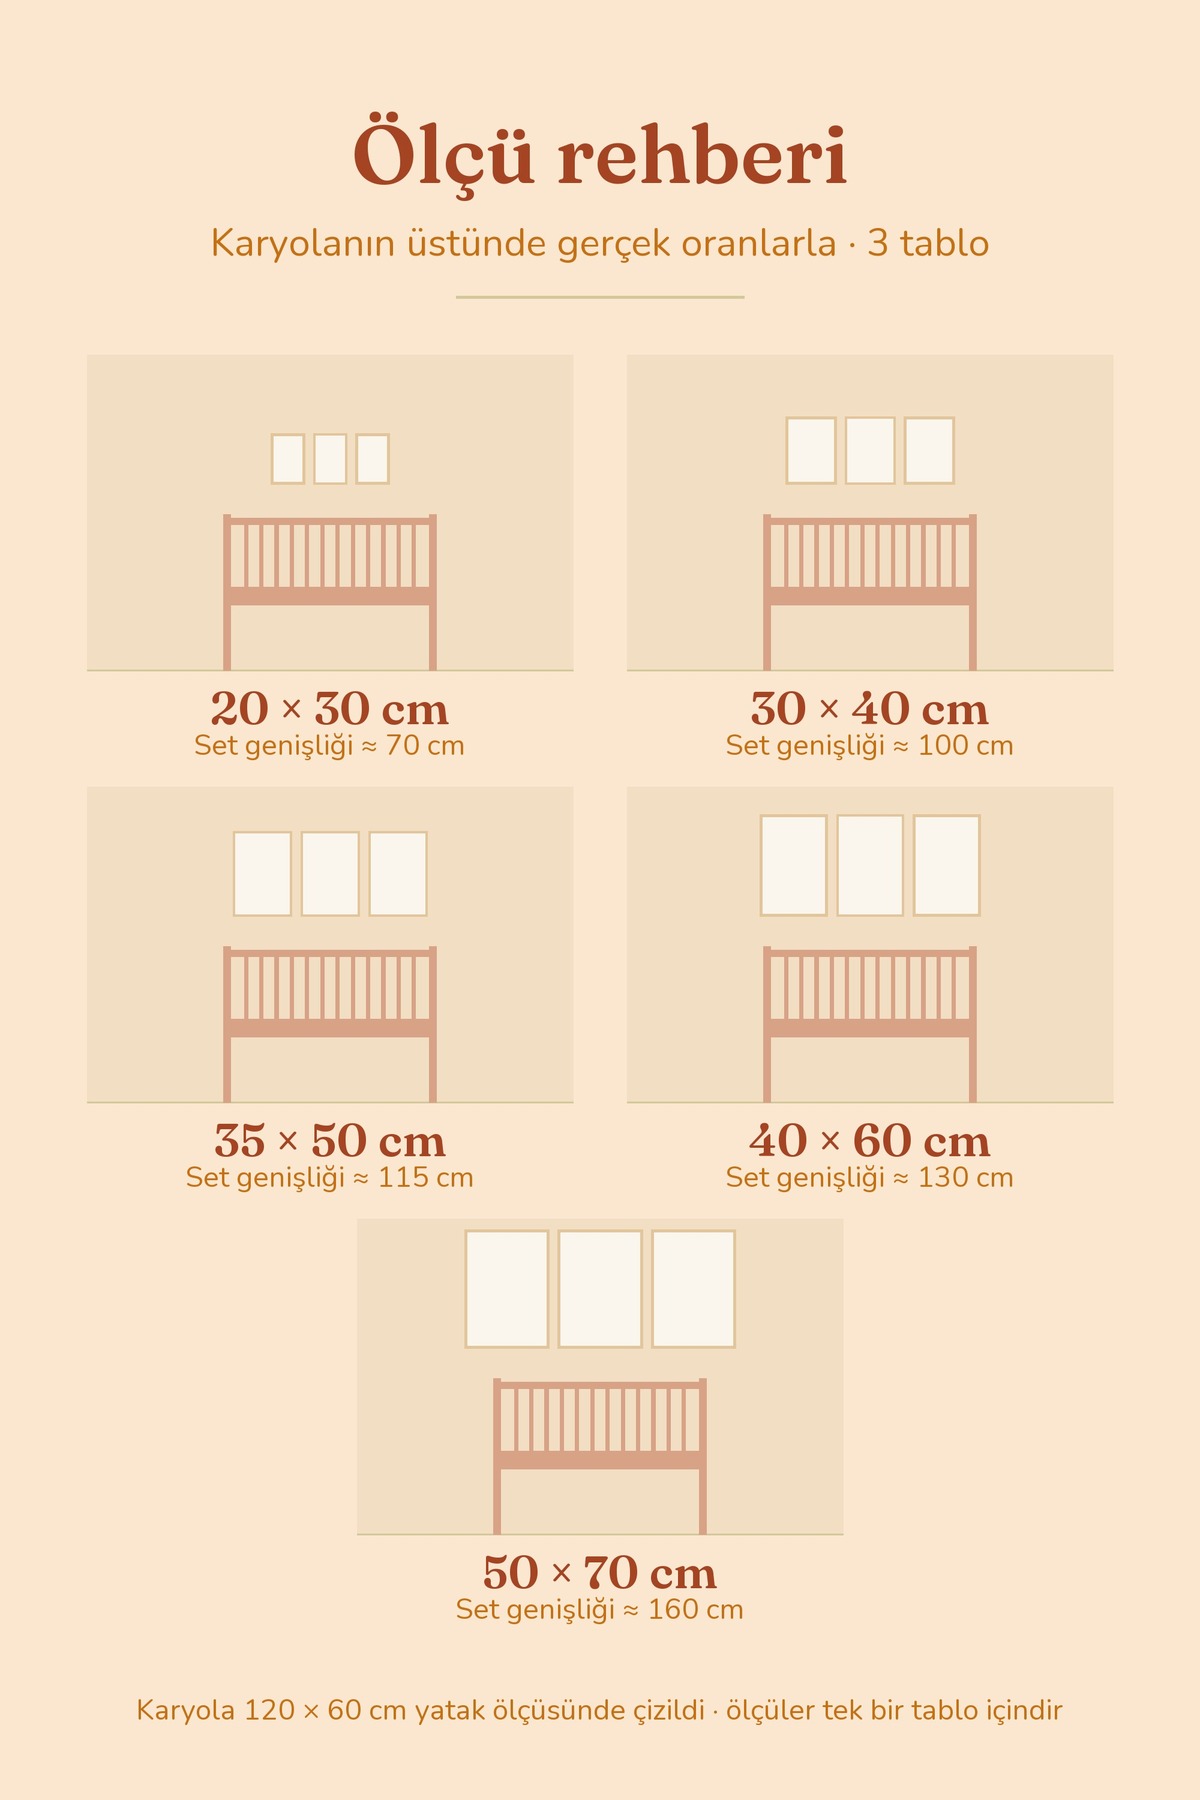 Ölçü rehberi
Karyolanın üstünde gerçek oranlarla · 3 tablo
20 × 30 cm
Set genişliği ≈ 70 cm
30 × 40 cm
Set genişliği ≈ 100 cm
35 × 50 cm
Set genişliği ≈ 115 cm
40 × 60 cm
Set genişliği ≈ 130 cm
50 × 70 cm
Set genişliği ≈ 160 cm
Karyola 120 × 60 cm yatak ölçüsünde çizildi · ölçüler tek bir tablo içindir